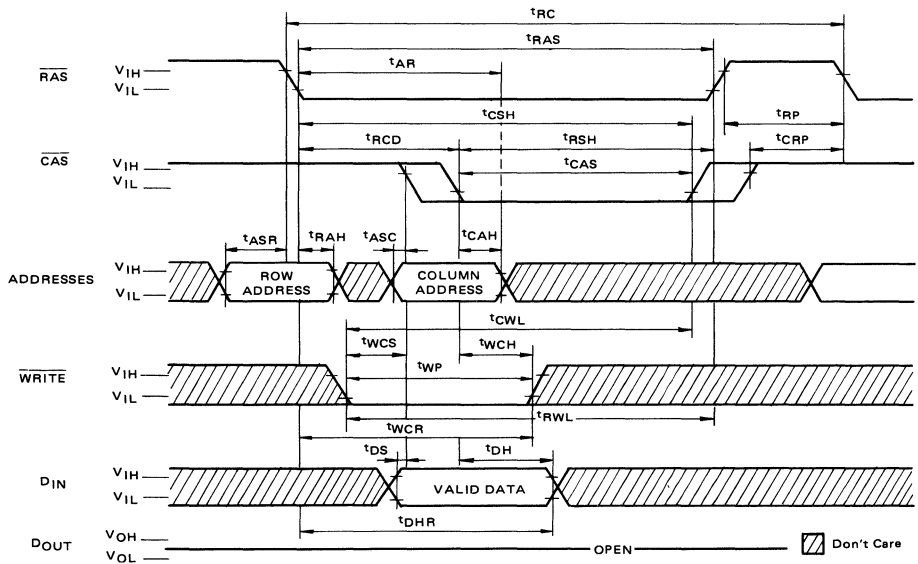 tRC
tRAS
tAR
RAS
VIH
VIL
tCSH
tRP
tRCD
tRSH
tCRP
CAS
VIH
VIL
tCAS
tASR
tRAH
tASC
tCAH
ADDRESSES
VIH
VIL
ROW ADDRESS
COLUMN ADDRESS
tCWL
tWCS
tWCH
WRITE
VIH
VIL
tWP
tRWL
tWCR
tDS
tDH
DIN
VIH
VIL
VALID DATA
tDHR
DOUT
VOH
VOL
OPEN
Don't Care